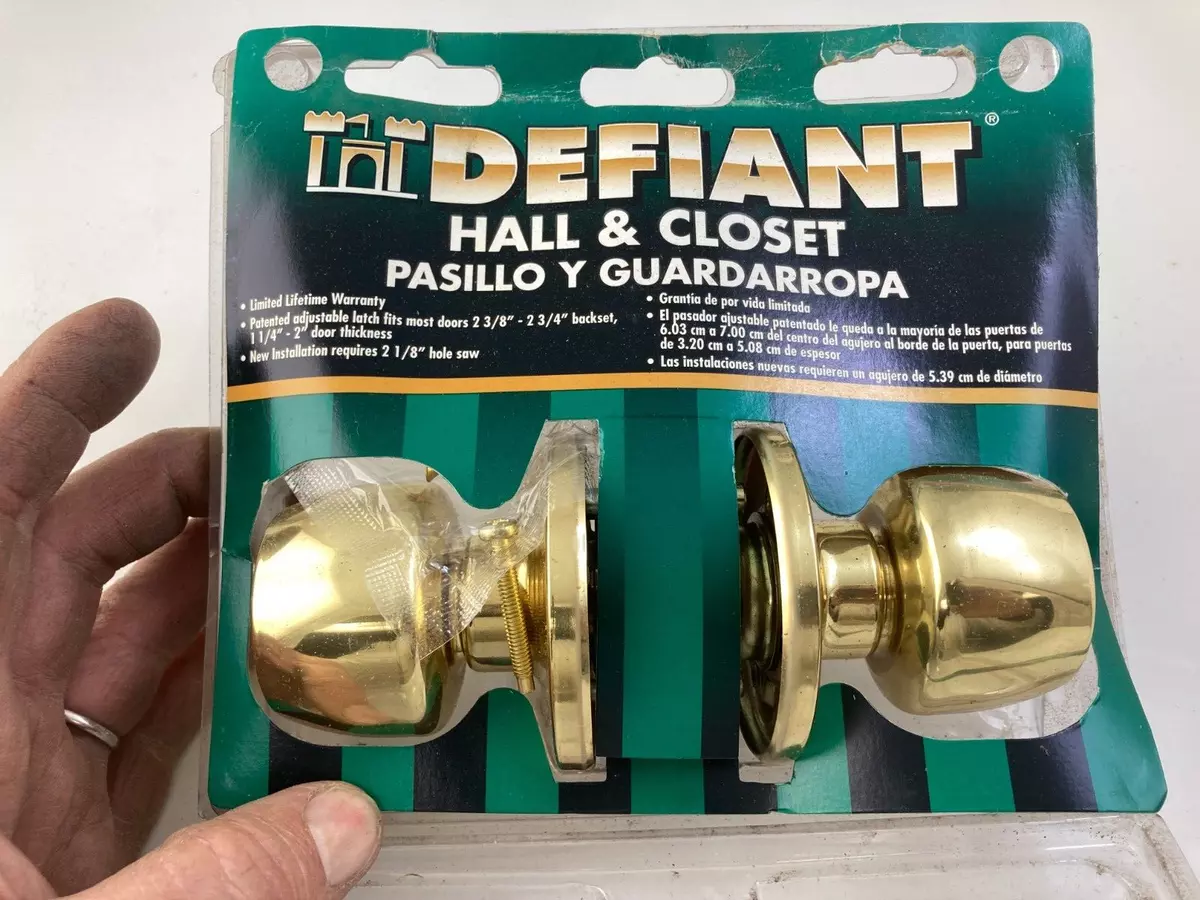 DEFIANT®
HALL & CLOSET
PASILLO Y GUARDARROPA
• Limited Lifetime Warranty
• Patented adjustable latch fits most doors 2 3/8" - 2 3/4" backset,
1 1/4" - 2" door thickness
• New Installation requires 2 1/8" hole saw
• Grantía de por vida limitada
• El pasador ajustable patentado le queda a la mayoria de las puertas de
6.03 cm a 7.00 cm del centro del agujero al borde de la puerta, para puertas
de 3.20 cm a 5.08 cm de espesor
• Las instalaciones nuevas requieren un agujero de 5.39 cm de diámetro